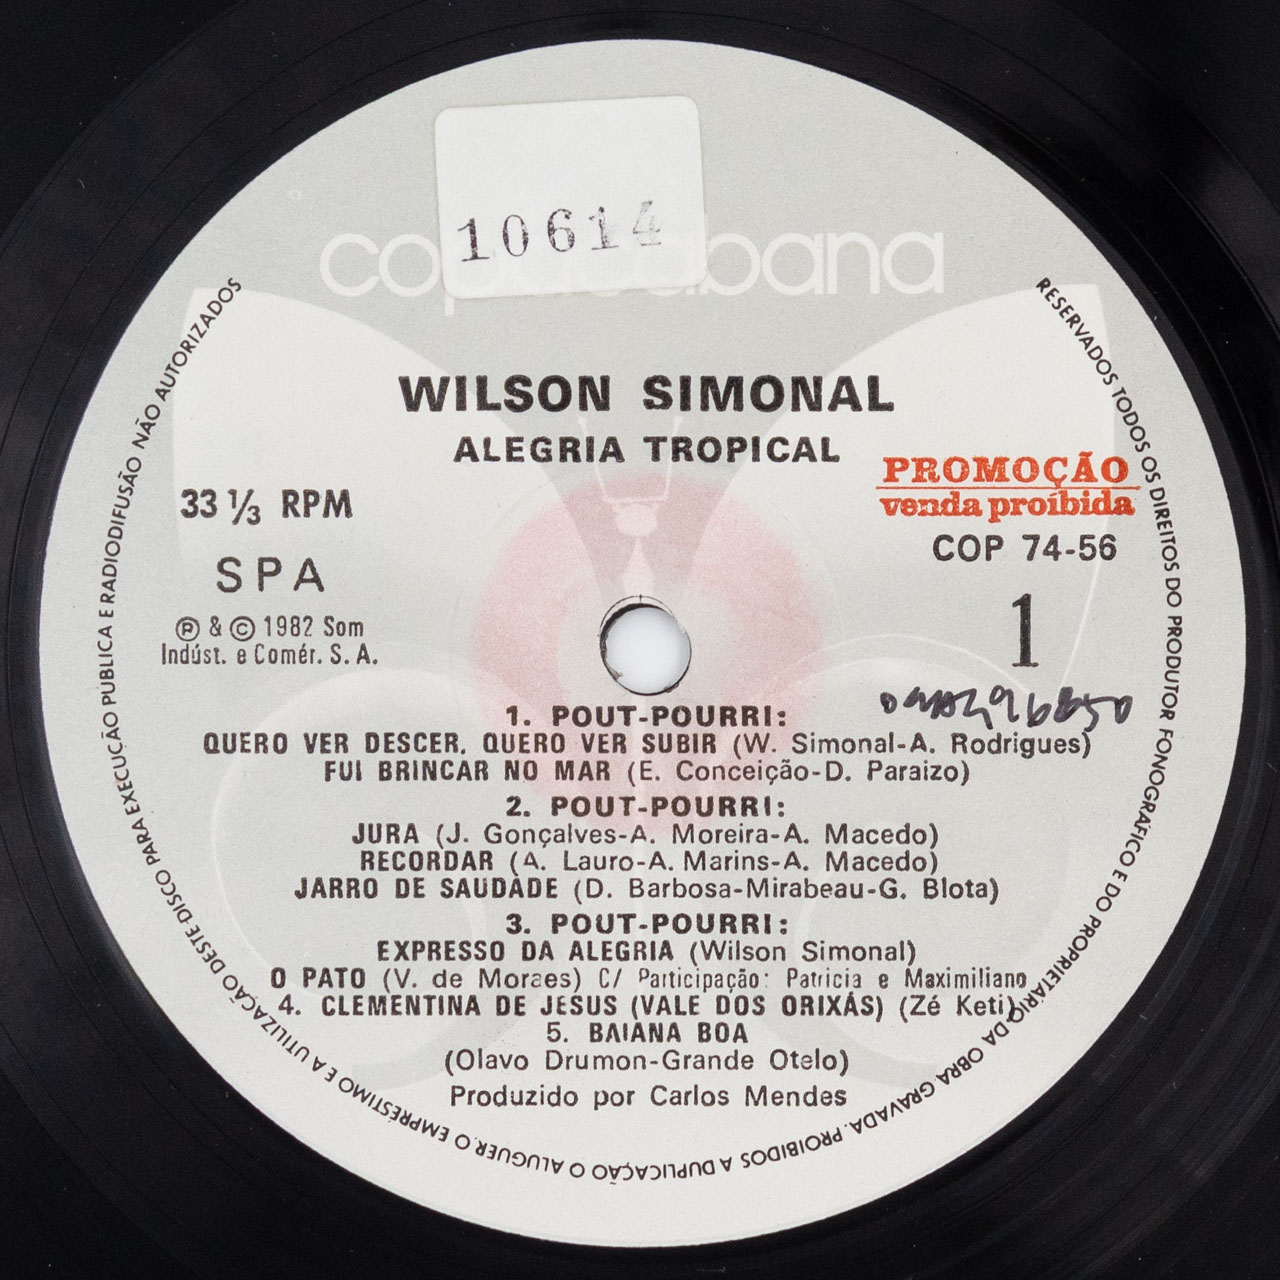 10614
copacabana
WILSON SIMONAL
ALEGRIA TROPICAL
PROMOÇÃO
venda proíbida
33 1/3 RPM
COP 74-56
SPA
1
Ⓟ & © 1982 Som
Indúst. e Comér. S. A.
1. POUT-POURRI:
QUERO VER DESCER, QUERO VER SUBIR (W. Simonal-A. Rodrigues)
FUI BRINCAR NO MAR (E. Conceição-D. Paraizo)
2. POUT-POURRI:
JURA (J. Gonçalves-A. Moreira-A. Macedo)
RECORDAR (A. Lauro-A. Marins-A. Macedo)
JARRO DE SAUDADE (D. Barbosa-Mirabeau-G. Blota)
3. POUT-POURRI:
EXPRESSO DA ALEGRIA (Wilson Simonal)
O PATO (V. de Moraes) C/ Participação: Patricia e Maximiliano
4. CLEMENTINA DE JESUS (VALE DOS ORIXÁS) (Zé Keti)
5. BAIANA BOA
(Olavo Drumon-Grande Otelo)
Produzido por Carlos Mendes
RESERVADOS TODOS OS DIREITOS DO PRODUTOR FONOGRÁFICO E DO PROPRIETÁRIO DA OBRA GRAVADA. PROIBIDOS A DUPLICAÇÃO O ALUGUER, O EMPRÉSTIMO E A UTILIZAÇÃO DESTE DISCO PARA EXECUÇÃO PUBLICA E RADIODIFUSÃO NÃO AUTORIZADOS